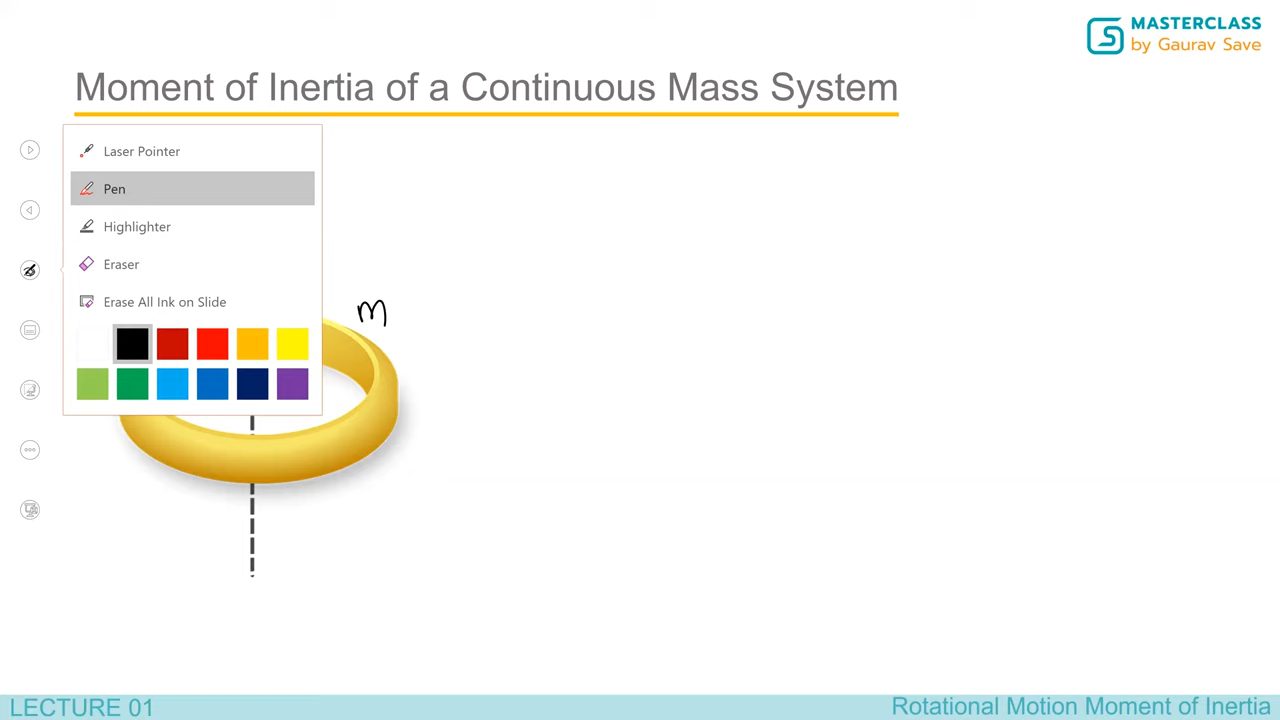 MASTERCLASS
by Gaurav Save
Moment of Inertia of a Continuous Mass System
Laser Pointer
Pen
Highlighter
Eraser
Erase All Ink on Slide
m
LECTURE 01
Rotational Motion Moment of Inertia